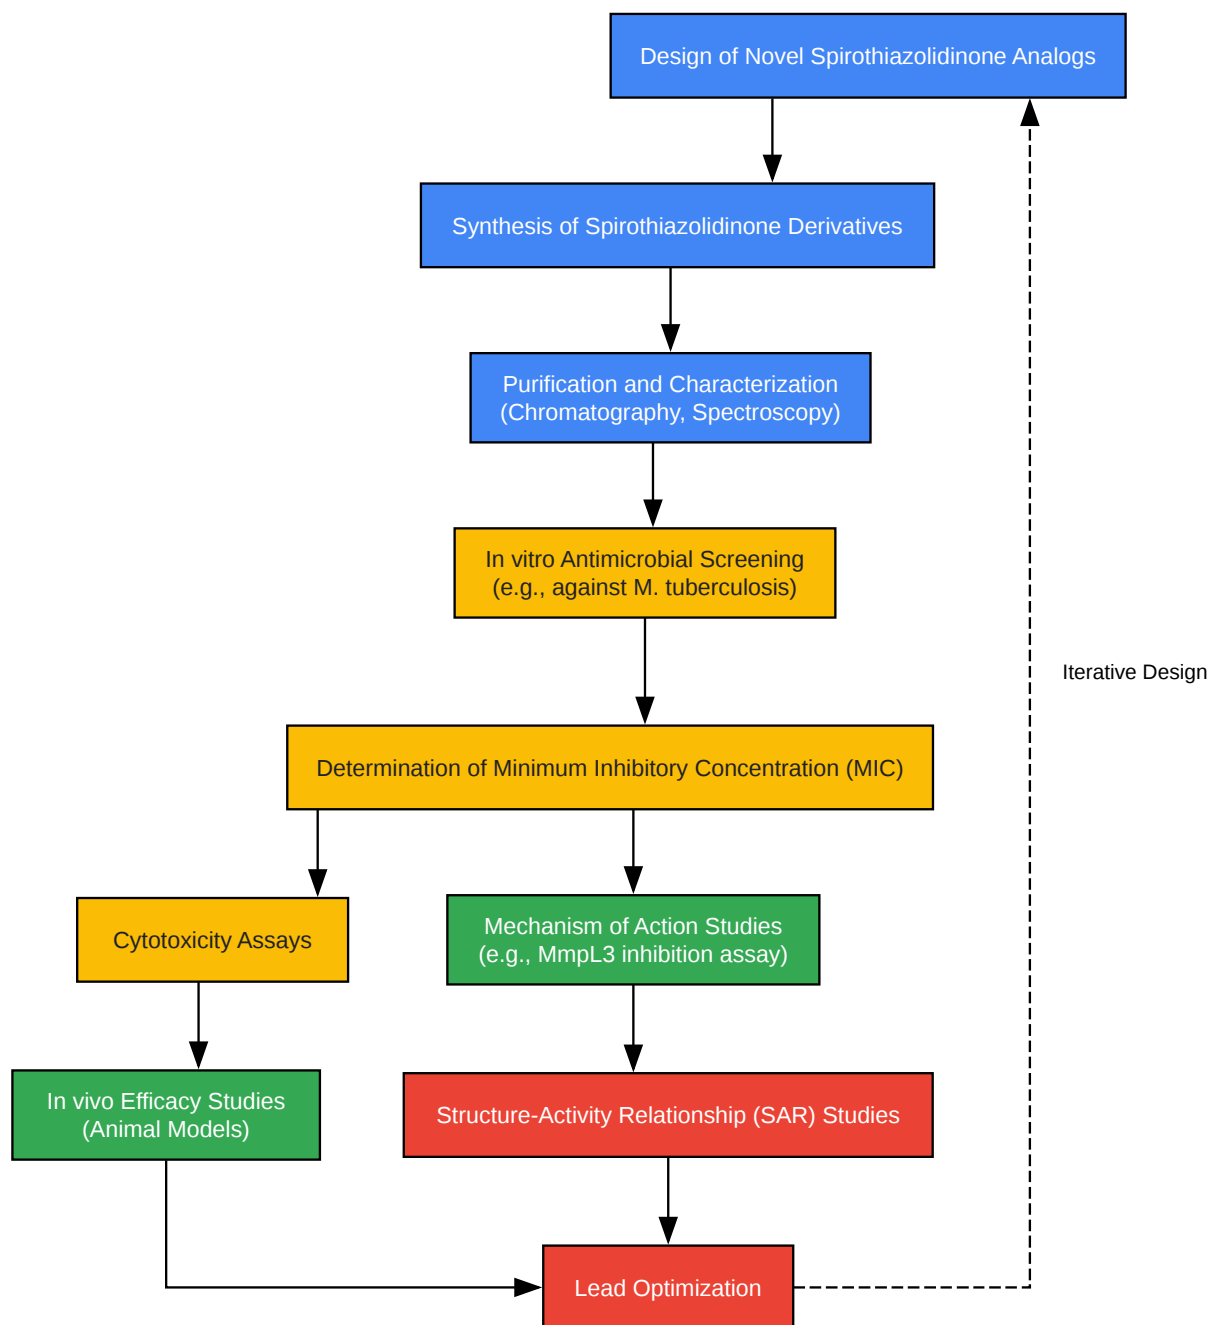 Design of Novel Spirothiazolidinone Analogs
Synthesis of Spirothiazolidinone Derivatives
Purification and Characterization
(Chromatography, Spectroscopy)
In vitro Antimicrobial Screening
(e.g., against M. tuberculosis)
Iterative Design
Determination of Minimum Inhibitory Concentration (MIC)
Cytotoxicity Assays
Mechanism of Action Studies
(e.g., MmpL3 inhibition assay)
In vivo Efficacy Studies
(Animal Models)
Structure-Activity Relationship (SAR) Studies
Lead Optimization